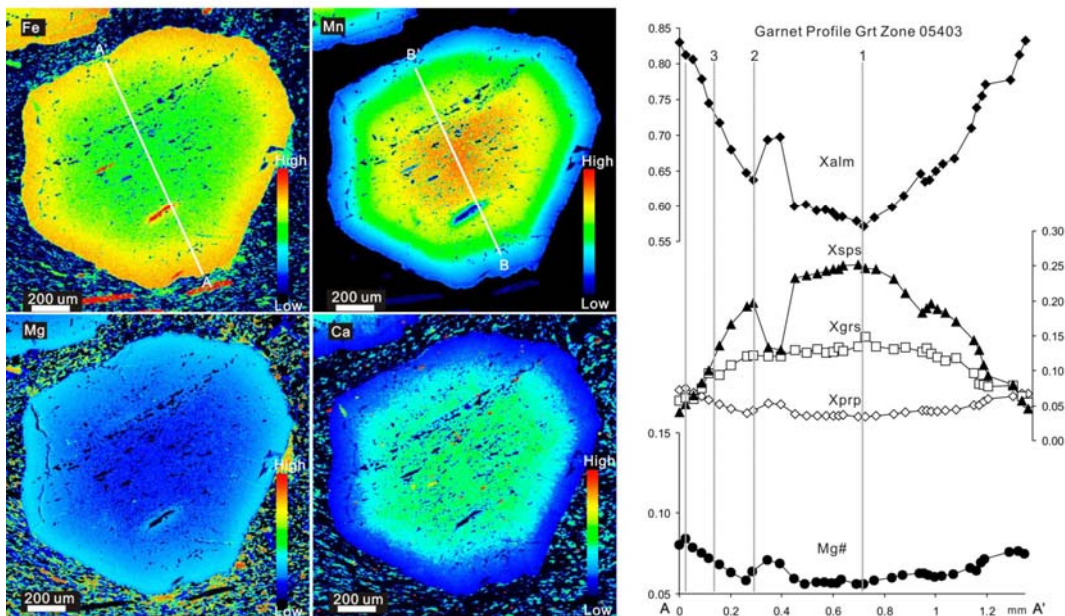 Fe
A'
A
200 um
High
Low
Mn
B'
B
200 um
High
Low
Mg
200 um
High
Low
Ca
200 um
High
Low
Garnet Profile Grt Zone 05403
3 2 1
0.85
0.80
0.75
0.70
0.65
0.60
0.55
Xalm
0.30
0.25
0.20
0.15
0.10
0.05
0.00
Xsps
Xgrs
Xprp
0.15
0.10
0.05
Mg#
A 0 0.2 0.4 0.6 0.8 1 1.2 mm A'